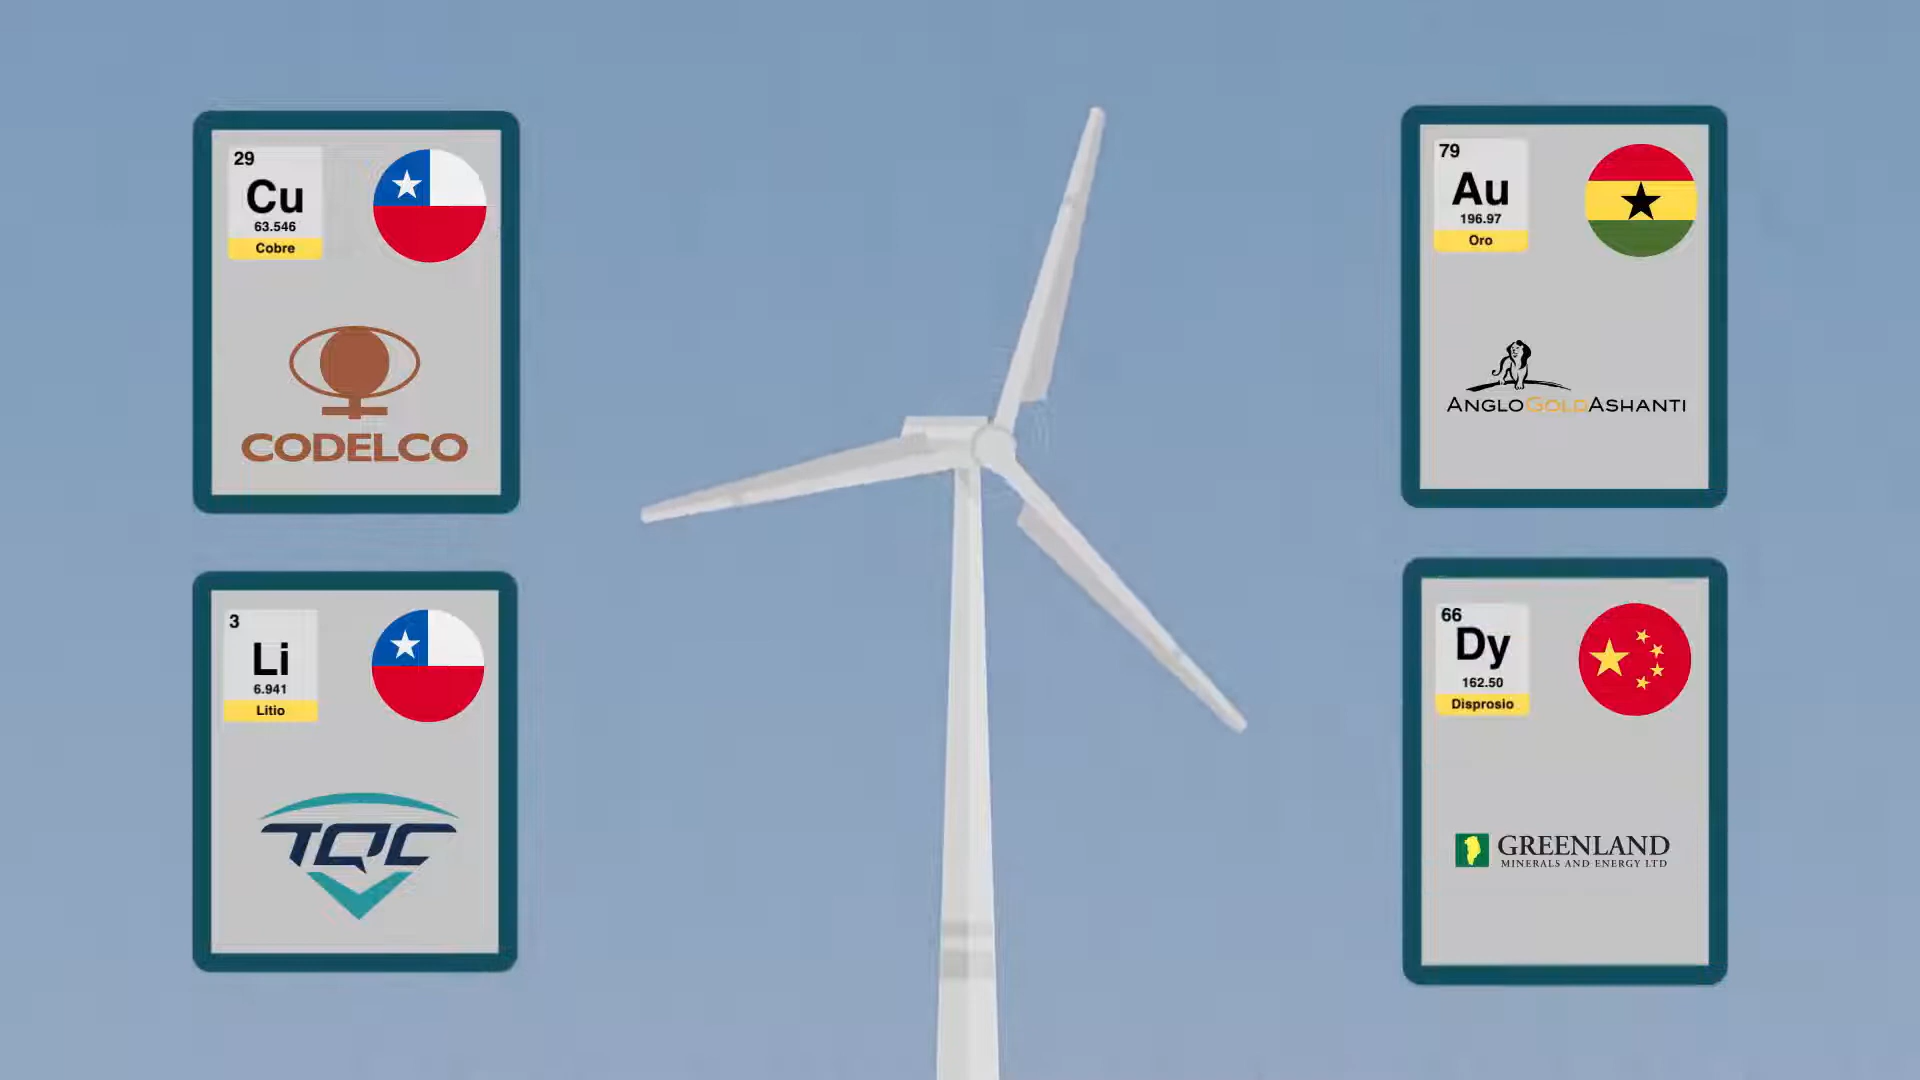 29
Cu
63.546
Cobre
CODELCO
79
Au
196.97
Oro
ANGLOGOLDASHANTI
3
Li
6.941
Litio
TQC
66
Dy
162.50
Disprosio
GREENLAND
MINERALS AND ENERGY LTD